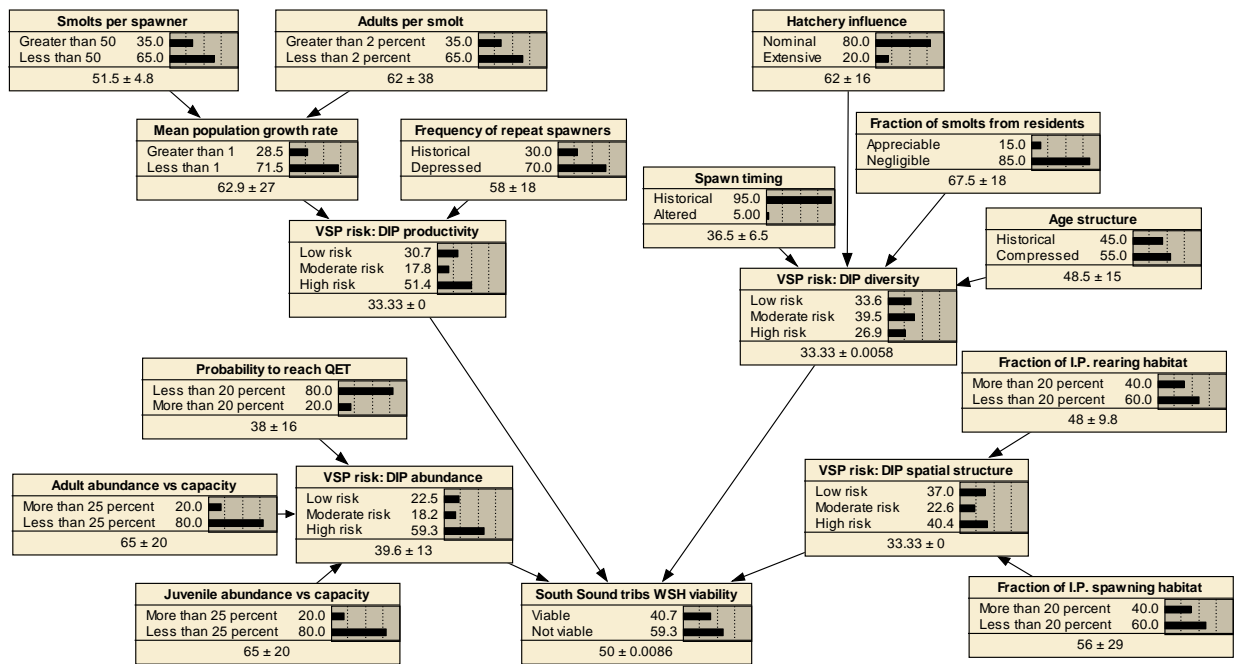 Smolts per spawner
Greater than 50 35.0
Less than 50 65.0
51.5 ± 4.8
Adults per smolt
Greater than 2 percent 35.0
Less than 2 percent 65.0
62 ± 38
Hatchery influence
Nominal 80.0
Extensive 20.0
62 ± 16
Mean population growth rate
Greater than 1 28.5
Less than 1 71.5
62.9 ± 27
Frequency of repeat spawners
Historical 30.0
Depressed 70.0
58 ± 18
Fraction of smolts from residents
Appreciable 15.0
Negligible 85.0
67.5 ± 18
Spawn timing
Historical 95.0
Altered 5.00
36.5 ± 6.5
Age structure
Historical 45.0
Compressed 55.0
48.5 ± 15
VSP risk: DIP productivity
Low risk 30.7
Moderate risk 17.8
High risk 51.4
33.33 ± 0
VSP risk: DIP diversity
Low risk 33.6
Moderate risk 39.5
High risk 26.9
33.33 ± 0.0058
Probability to reach QET
Less than 20 percent 80.0
More than 20 percent 20.0
38 ± 16
Fraction of I.P. rearing habitat
More than 20 percent 40.0
Less than 20 percent 60.0
48 ± 9.8
Adult abundance vs capacity
More than 25 percent 20.0
Less than 25 percent 80.0
65 ± 20
VSP risk: DIP abundance
Low risk 22.5
Moderate risk 18.2
High risk 59.3
39.6 ± 13
VSP risk: DIP spatial structure
Low risk 37.0
Moderate risk 22.6
High risk 40.4
33.33 ± 0
Juvenile abundance vs capacity
More than 25 percent 20.0
Less than 25 percent 80.0
65 ± 20
South Sound tribs WSH viability
Viable 40.7
Not viable 59.3
50 ± 0.0086
Fraction of I.P. spawning habitat
More than 20 percent 40.0
Less than 20 percent 60.0
56 ± 29